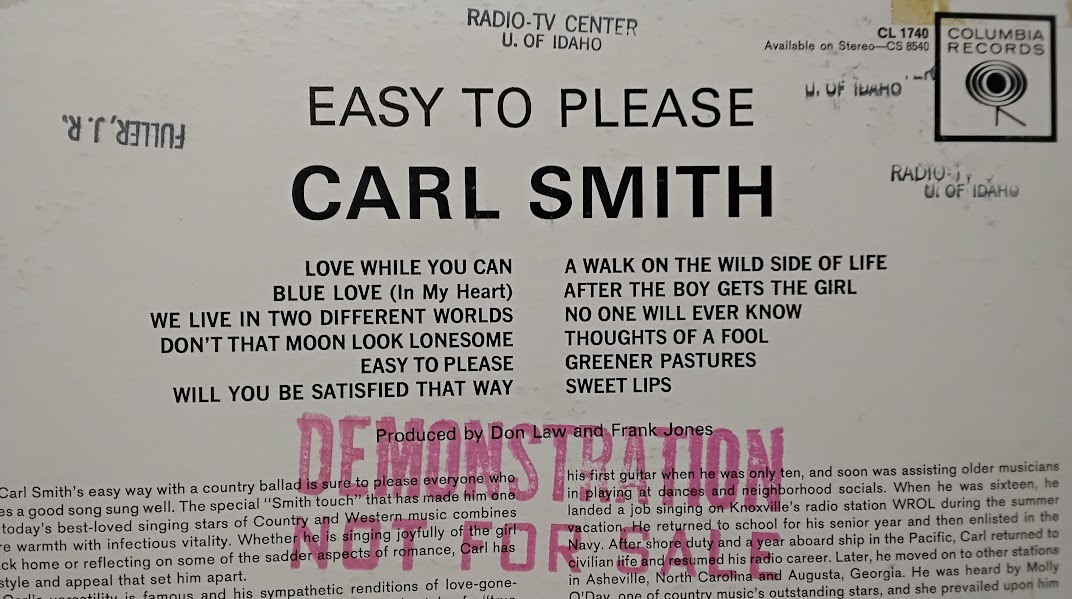 RADIO-TV CENTER
U. OF IDAHO
CL 1740
Available on Stereo—CS 8540
COLUMBIA
RECORDS
U. OF IDAHO
EASY TO PLEASE
FULLER, J. R.
CARL SMITH
RADIO-T
U. OF IDAHO
LOVE WHILE YOU CAN
BLUE LOVE (In My Heart)
WE LIVE IN TWO DIFFERENT WORLDS
DON'T THAT MOON LOOK LONESOME
EASY TO PLEASE
WILL YOU BE SATISFIED THAT WAY
A WALK ON THE WILD SIDE OF LIFE
AFTER THE BOY GETS THE GIRL
NO ONE WILL EVER KNOW
THOUGHTS OF A FOOL
GREENER PASTURES
SWEET LIPS
DEMONSTRATION
NOT FOR SALE
Produced by Don Law and Frank Jones
Carl Smith's easy way with a country ballad is sure to please everyone who
es a good song sung well. The special "Smith touch" that has made him one
today's best-loved singing stars of Country and Western music combines
re warmth with infectious vitality. Whether he is singing joyfully of the girl
ck home or reflecting on some of the sadder aspects of romance, Carl has
style and appeal that set him apart.
Carl's versatility is famous and his sympathetic renditions of love-gone-
his first guitar when he was only ten, and soon was assisting older musicians
in playing at dances and neighborhood socials. When he was sixteen, he
landed a job singing on Knoxville's radio station WROL during the summer
vacation. He returned to school for his senior year and then enlisted in the
Navy. After shore duty and a year aboard ship in the Pacific, Carl returned to
civilian life and resumed his radio career. Later, he moved on to other stations
in Asheville, North Carolina and Augusta, Georgia. He was heard by Molly
O'Day, one of country music's outstanding stars, and she prevailed upon him